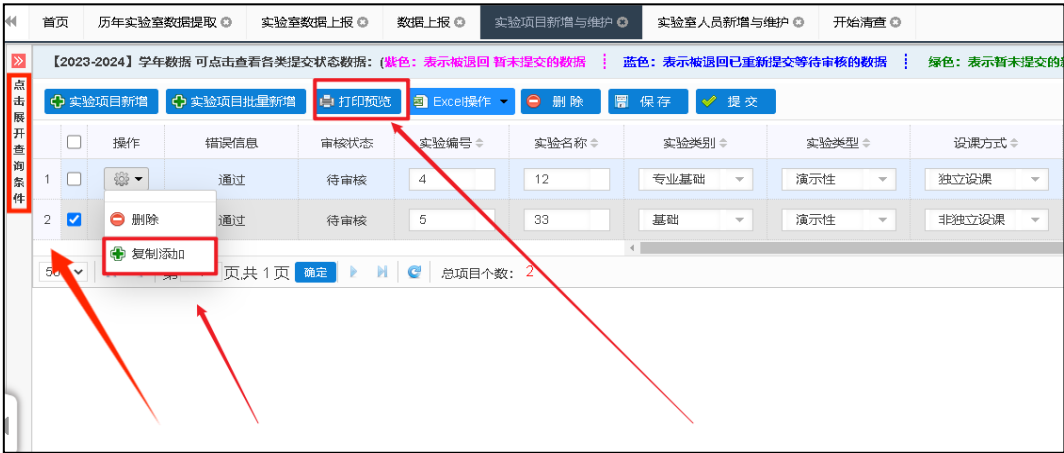 首页 历年实验室数据提取 实验室数据上报 数据上报 实验项目新增与维护 实验室人员新增与维护 开始清查
【2023-2024】学年数据 可点击查看各类提交状态数据：(紫色：表示被退回 暂未提交的数据 ┊ 蓝色：表示被退回已重新提交等待审核的数据 ┊ 绿色：表示暂未提交的
点击展开查询条件
实验项目新增 实验项目批量新增 打印预览 Excel操作 删 除 保 存 提 交
操作 错误信息 审核状态 实验编号 实验名称 实验类别 实验类型 设课方式
1 通过 待审核 4 12 专业基础 演示性 独立设课
2 删除 通过 待审核 5 33 基础 演示性 非独立设课
复制添加
页,共 1 页 确定 总项目个数： 2